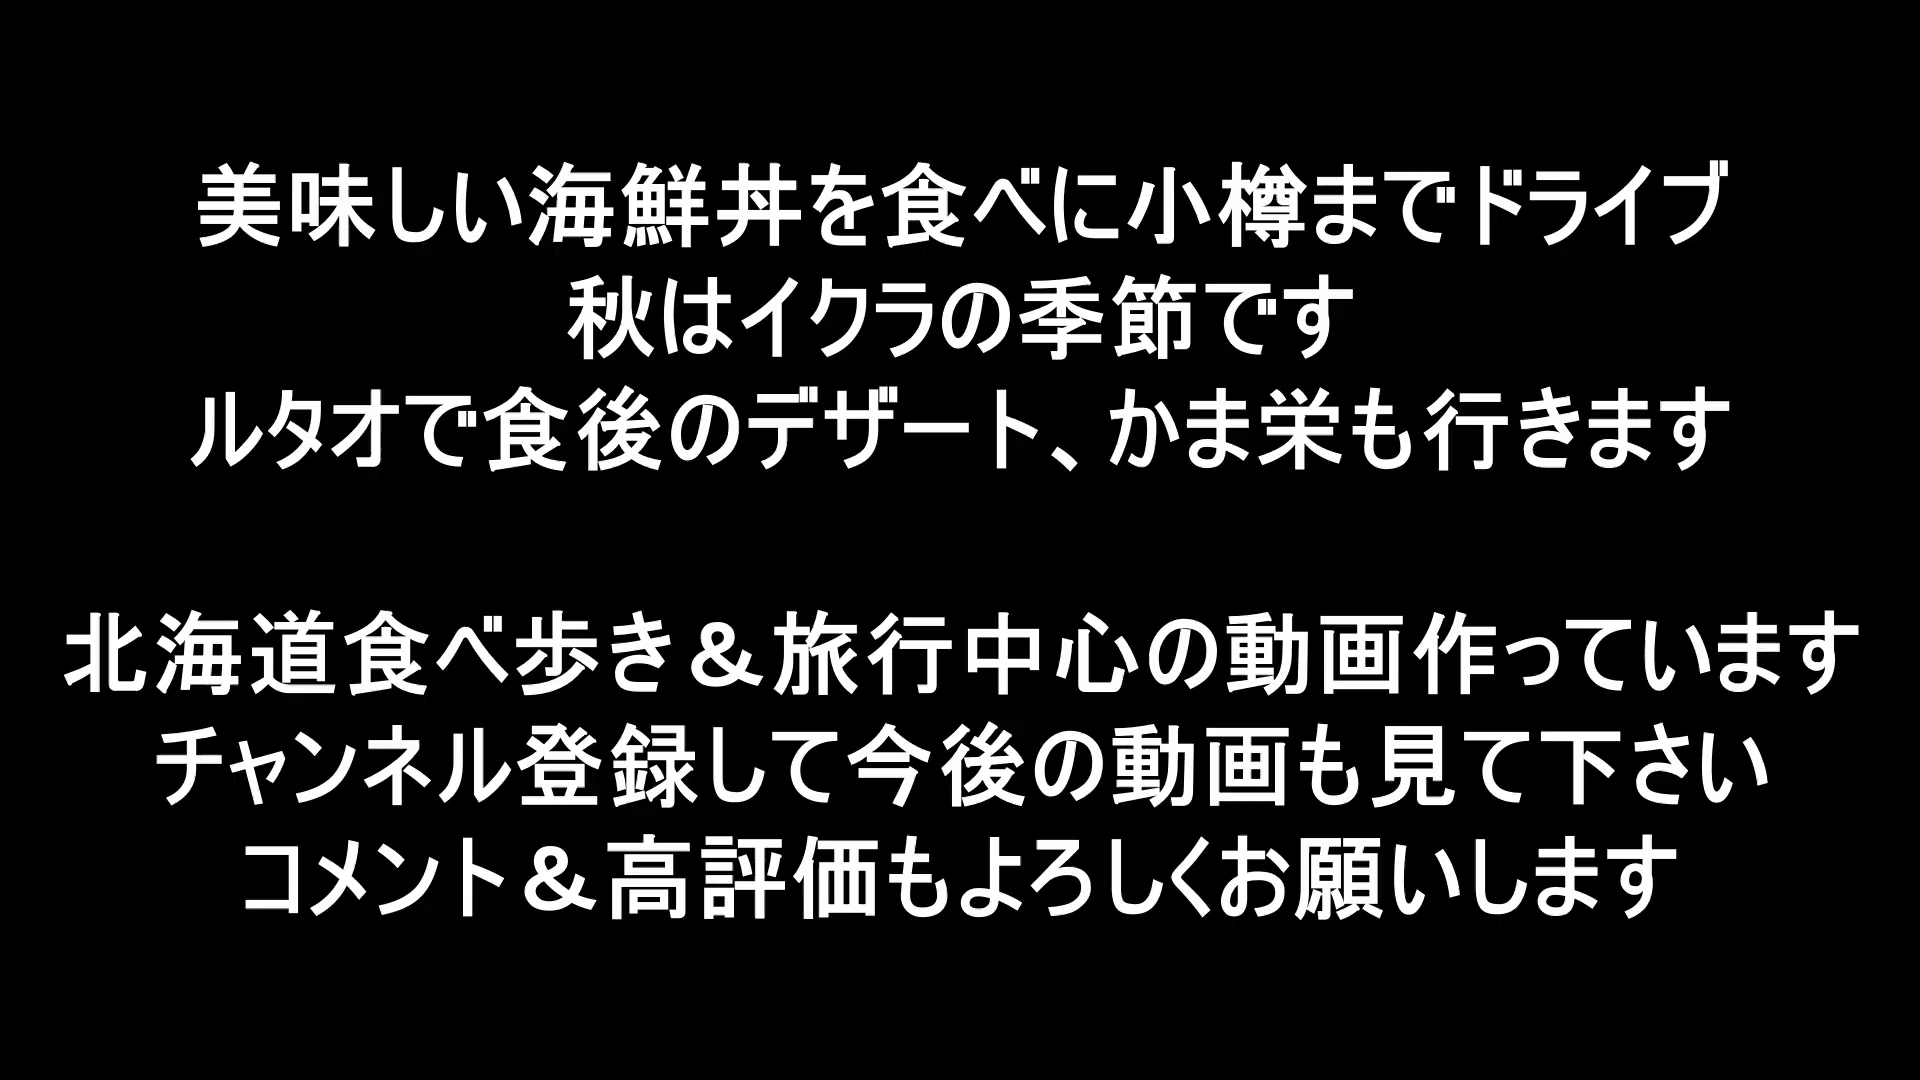 美味しい海鮮丼を食べに小樽までドライブ
秋はイクラの季節です
ルタオで食後のデザート、かま栄も行きます
北海道食べ歩き＆旅行中心の動画作っています
チャンネル登録して今後の動画も見て下さい
コメント＆高評価もよろしくお願いします